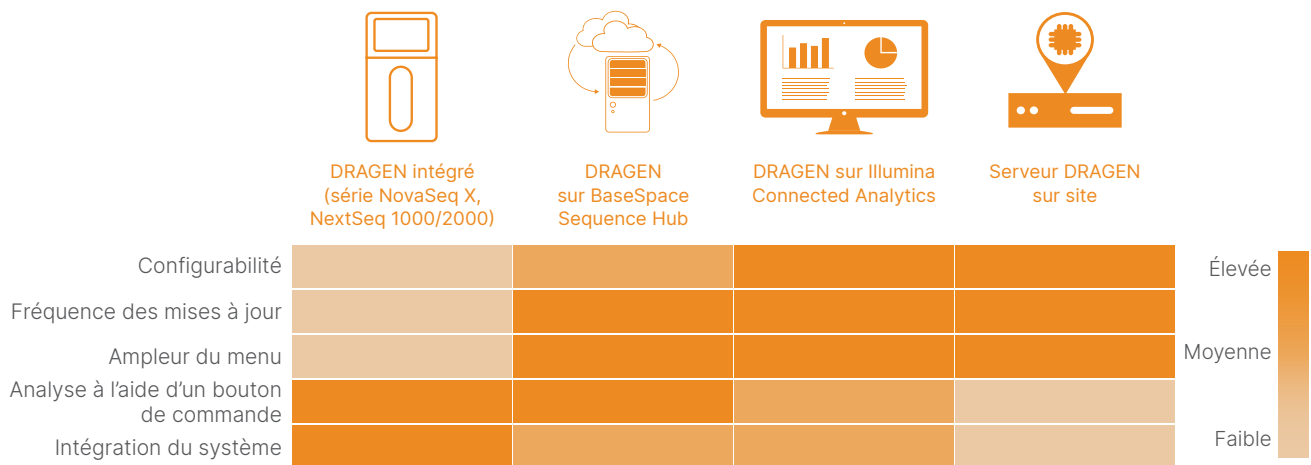 DRAGEN intégré
(série NovaSeq X,
NextSeq 1000/2000)
DRAGEN
sur BaseSpace
Sequence Hub
DRAGEN sur Illumina
Connected Analytics
Serveur DRAGEN
sur site
Configurabilité
Fréquence des mises à jour
Ampleur du menu
Analyse à l’aide d’un bouton
de commande
Intégration du système
Élevée
Moyenne
Faible